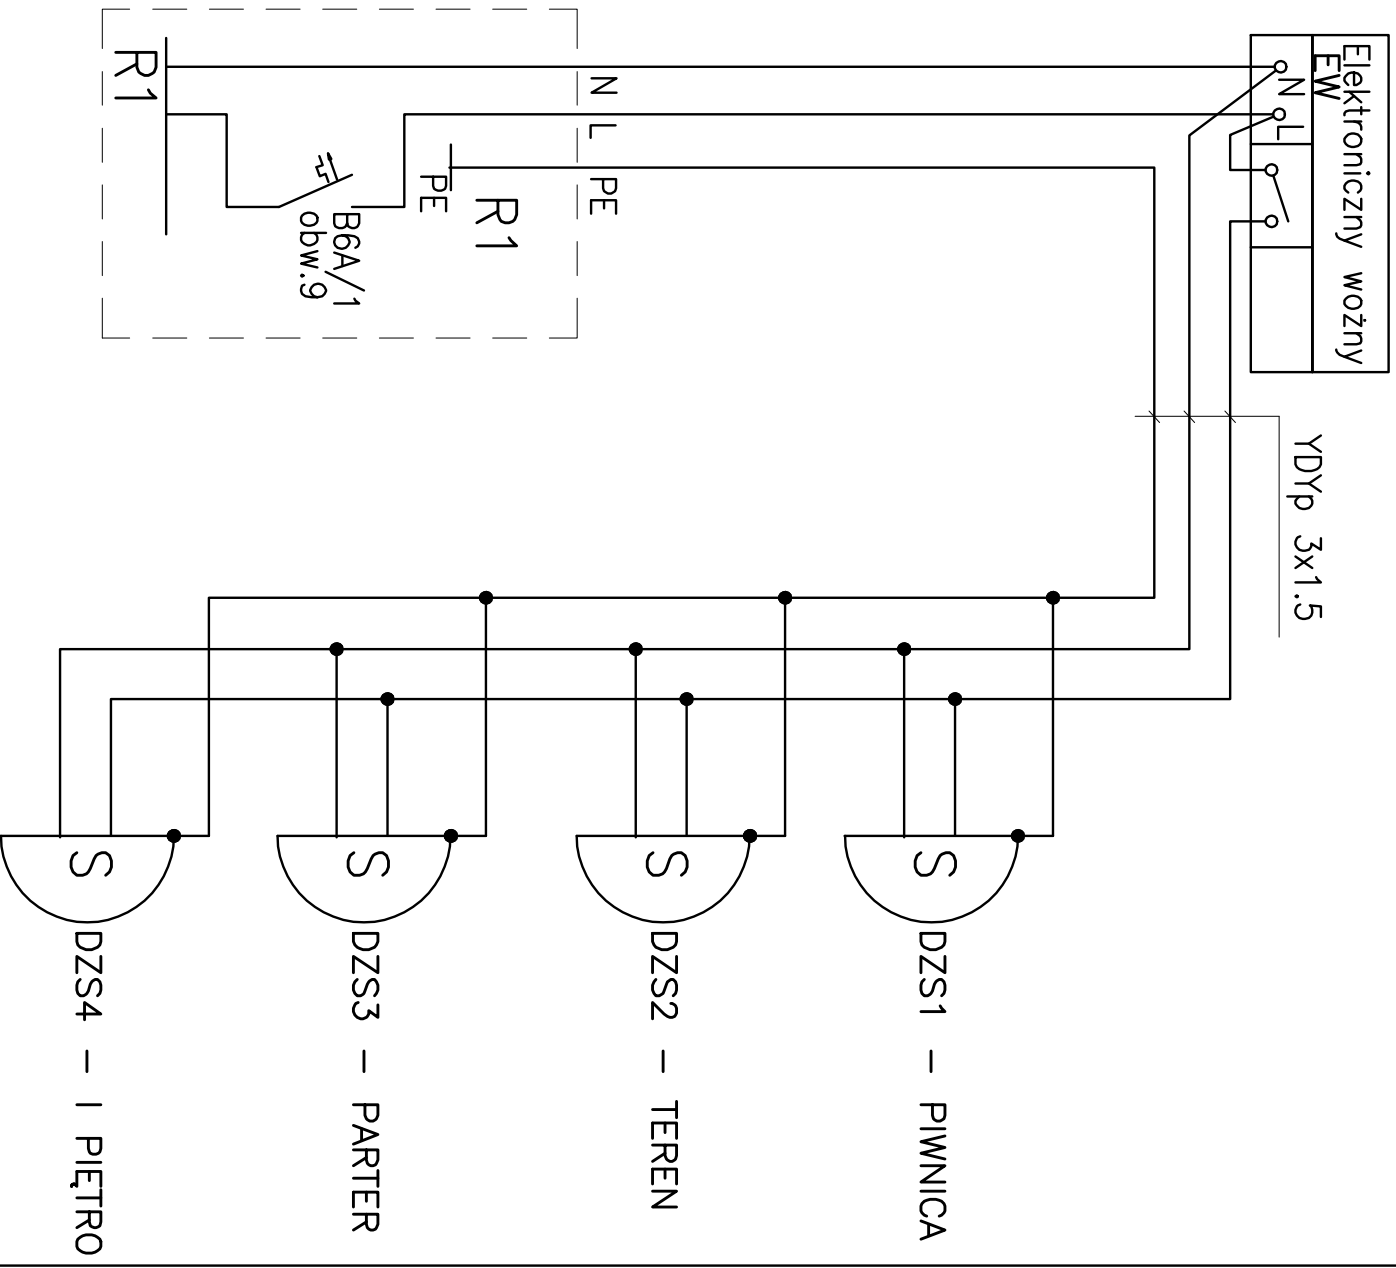 Elektroniczny woźny
EW
N
L
YDYp 3x1.5
N
L
PE
R1
PE
B6A/1
obw.9
R1
S
DZS1 – PIWNICA
S
DZS2 – TEREN
S
DZS3 – PARTER
S
DZS4 – I PIĘTRO